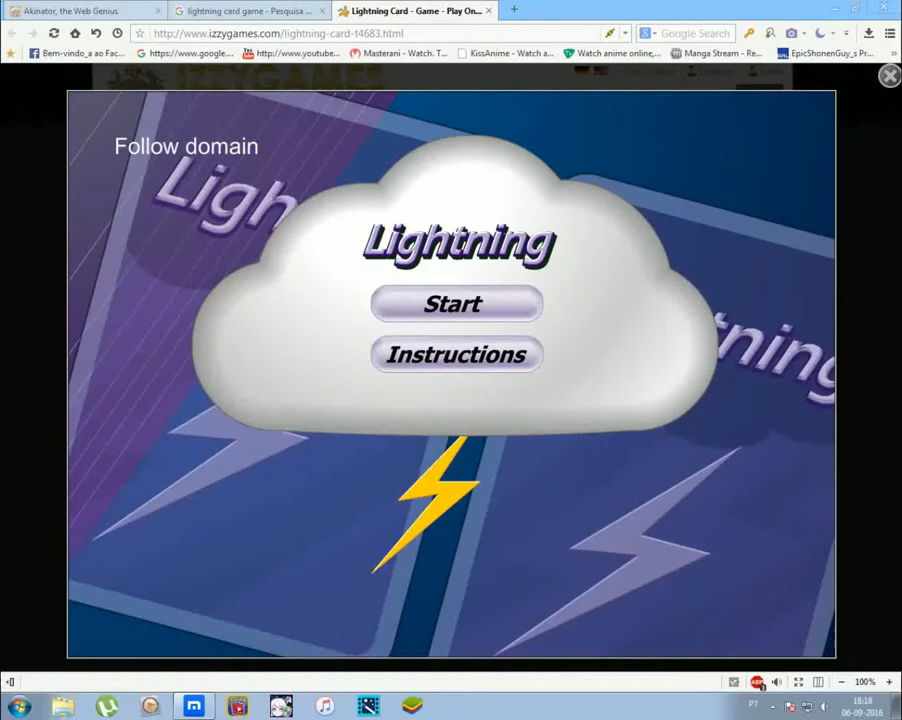 Akinator, the Web Genius
lightning card game - Pesquisa ...
Lightning Card - Game - Play On...
http://www.izzygames.com/lightning-card-t4683.html
Google Search
Bem-vindo_a ao Fac...
https://www.google....
http://www.youtube...
Masterani - Watch. T...
KissAnime - Watch a...
Watch anime online,...
Manga Stream - Re...
EpicShonenGuy_s Pr
IZZYGAMES
Follow domain
Ligh
Lightning
Start
Instructions
tning
ABP
100%
PT
18:18
06-09-2016